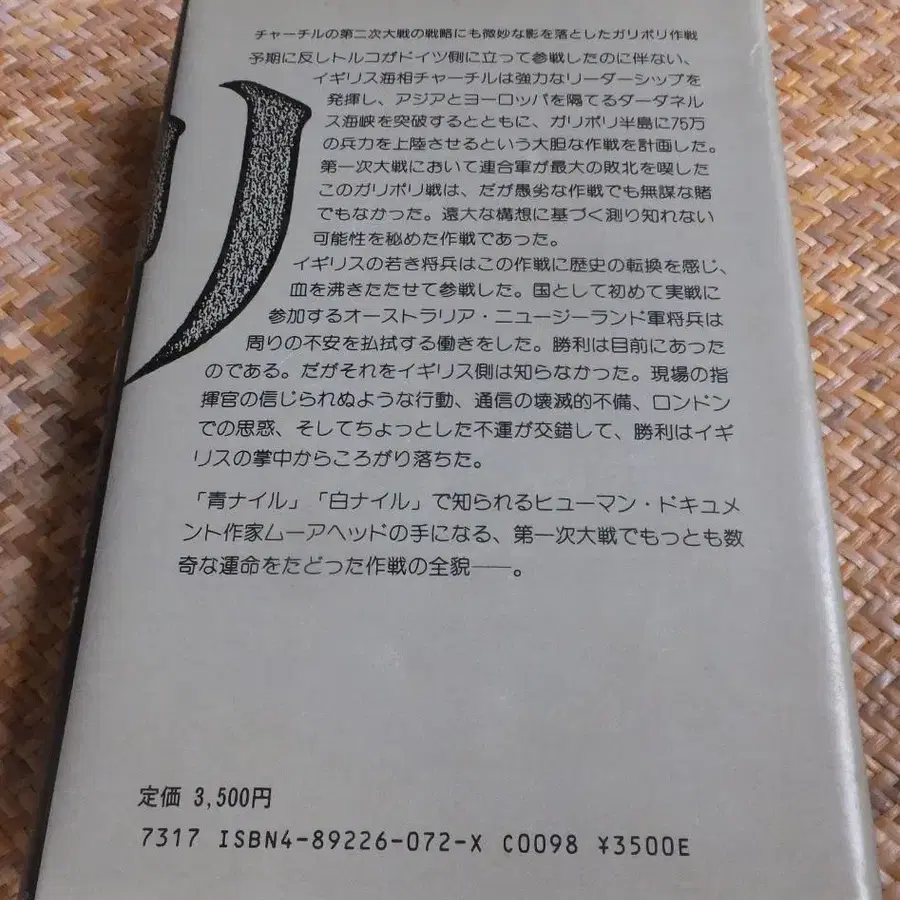 チャーチルの第二次大戦の戦略にも微妙な影を落としたガリポリ作戦
予期に反しトルコがドイツ側に立って参戦したのに伴ない、
イギリス海相チャーチルは強力なリーダーシップを
発揮し、アジアとヨーロッパを隔てるダーダネル
ス海峡を突破するとともに、ガリポリ半島に75万
の兵力を上陸させるという大胆な作戦を計画した。
第一次大戦において連合軍が最大の敗北を喫した
このガリポリ戦は、だが愚劣な作戦でも無謀な賭
でもなかった。遠大な構想に基づく測り知れない
可能性を秘めた作戦であった。
イギリスの若き将兵はこの作戦に歴史の転換を感じ、
血を沸きたたせて参戦した。国として初めて実戦に
参加するオーストラリア・ニュージーランド軍将兵は
周りの不安を払拭する働きをした。勝利は目前にあった
のである。だがそれをイギリス側は知らなかった。現場の指
揮官の信じられぬような行動、通信の壊滅的不備、ロンドン
での思惑、そしてちょっとした不運が交錯して、勝利はイギ
リスの掌中からころがり落ちた。
「青ナイル」「白ナイル」で知られるヒューマン・ドキュメ
ント作家ムーアヘッドの手になる、第一次大戦でもっとも数
奇な運命をたどった作戦の全貌――。
リ
定価 3,500円
7317 ISBN4-89226-072-X C0098 ¥3500E